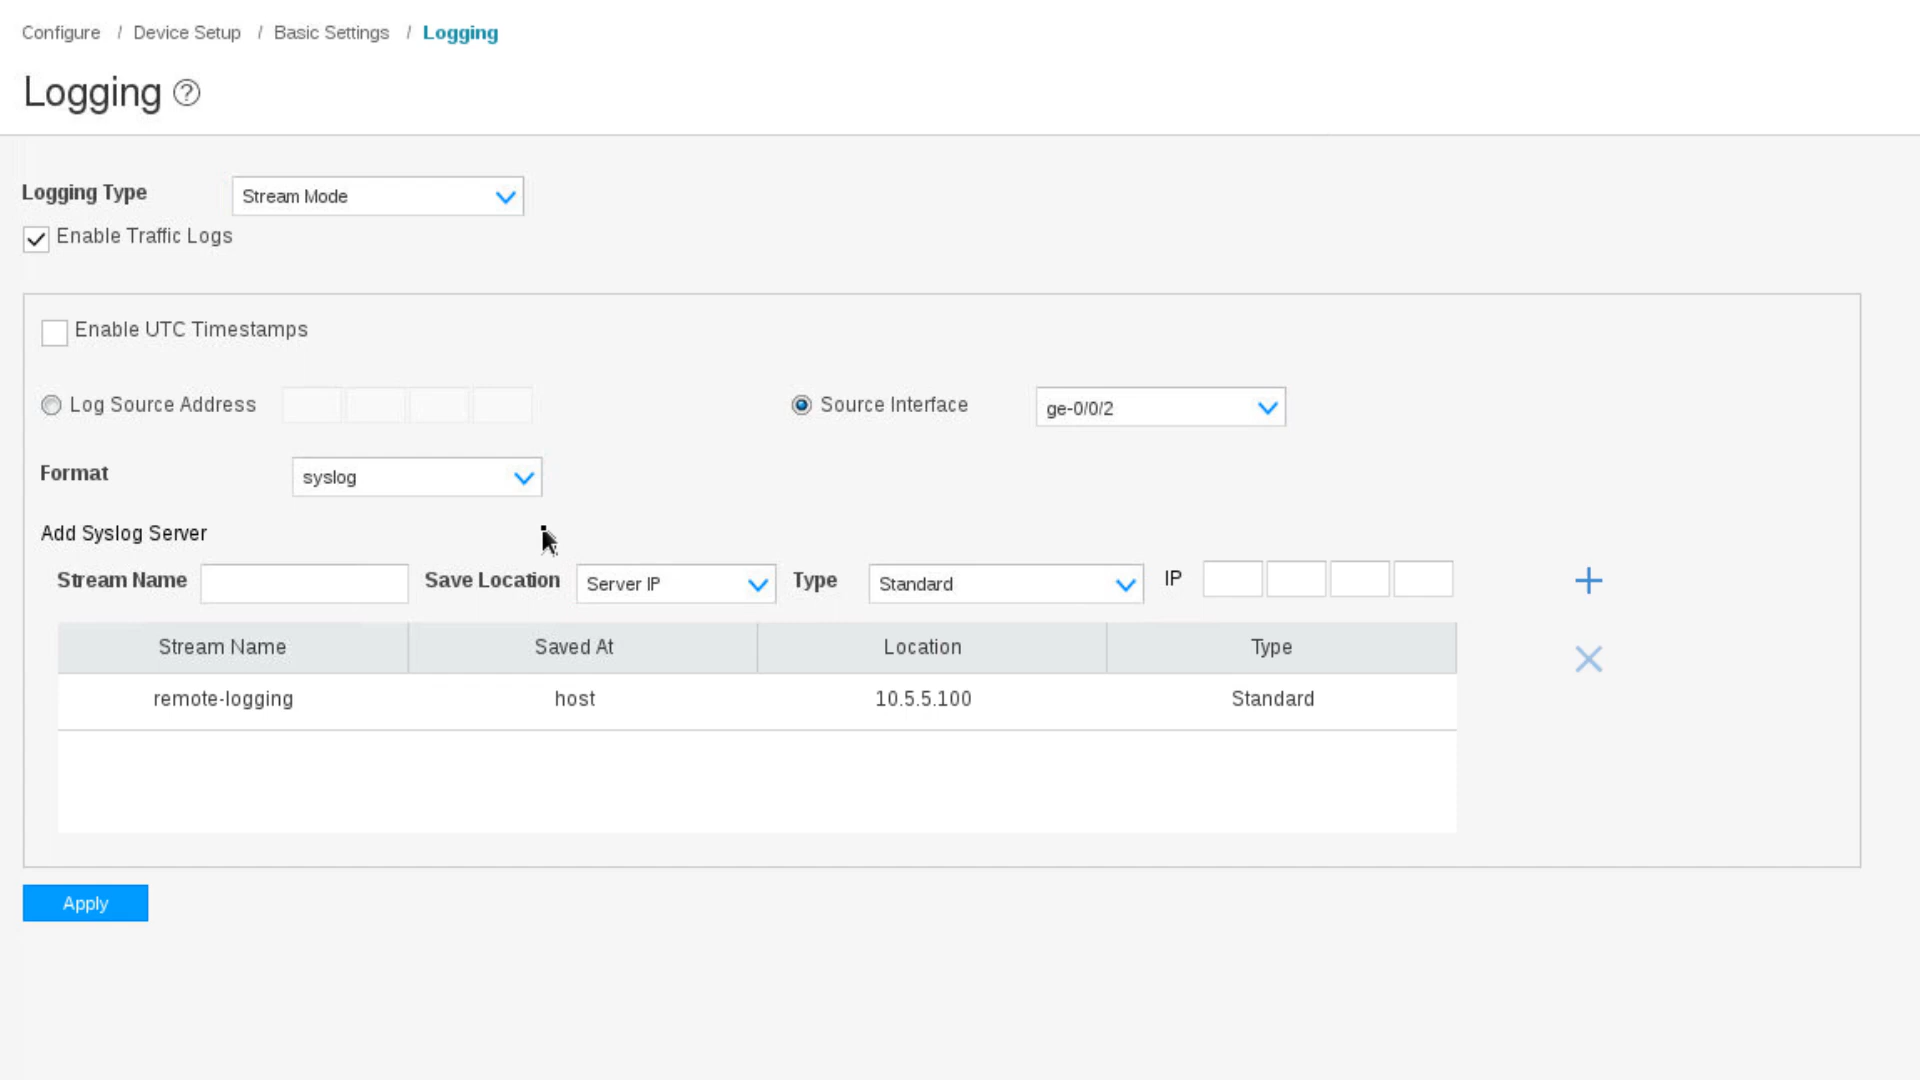 Configure / Device Setup / Basic Settings / Logging
Logging ?
Logging Type Stream Mode
Enable Traffic Logs
Enable UTC Timestamps
Log Source Address Source Interface ge-0/0/2
Format syslog
Add Syslog Server
Stream Name Save Location Server IP Type Standard IP
Stream Name Saved At Location Type
remote-logging host 10.5.5.100 Standard
Apply